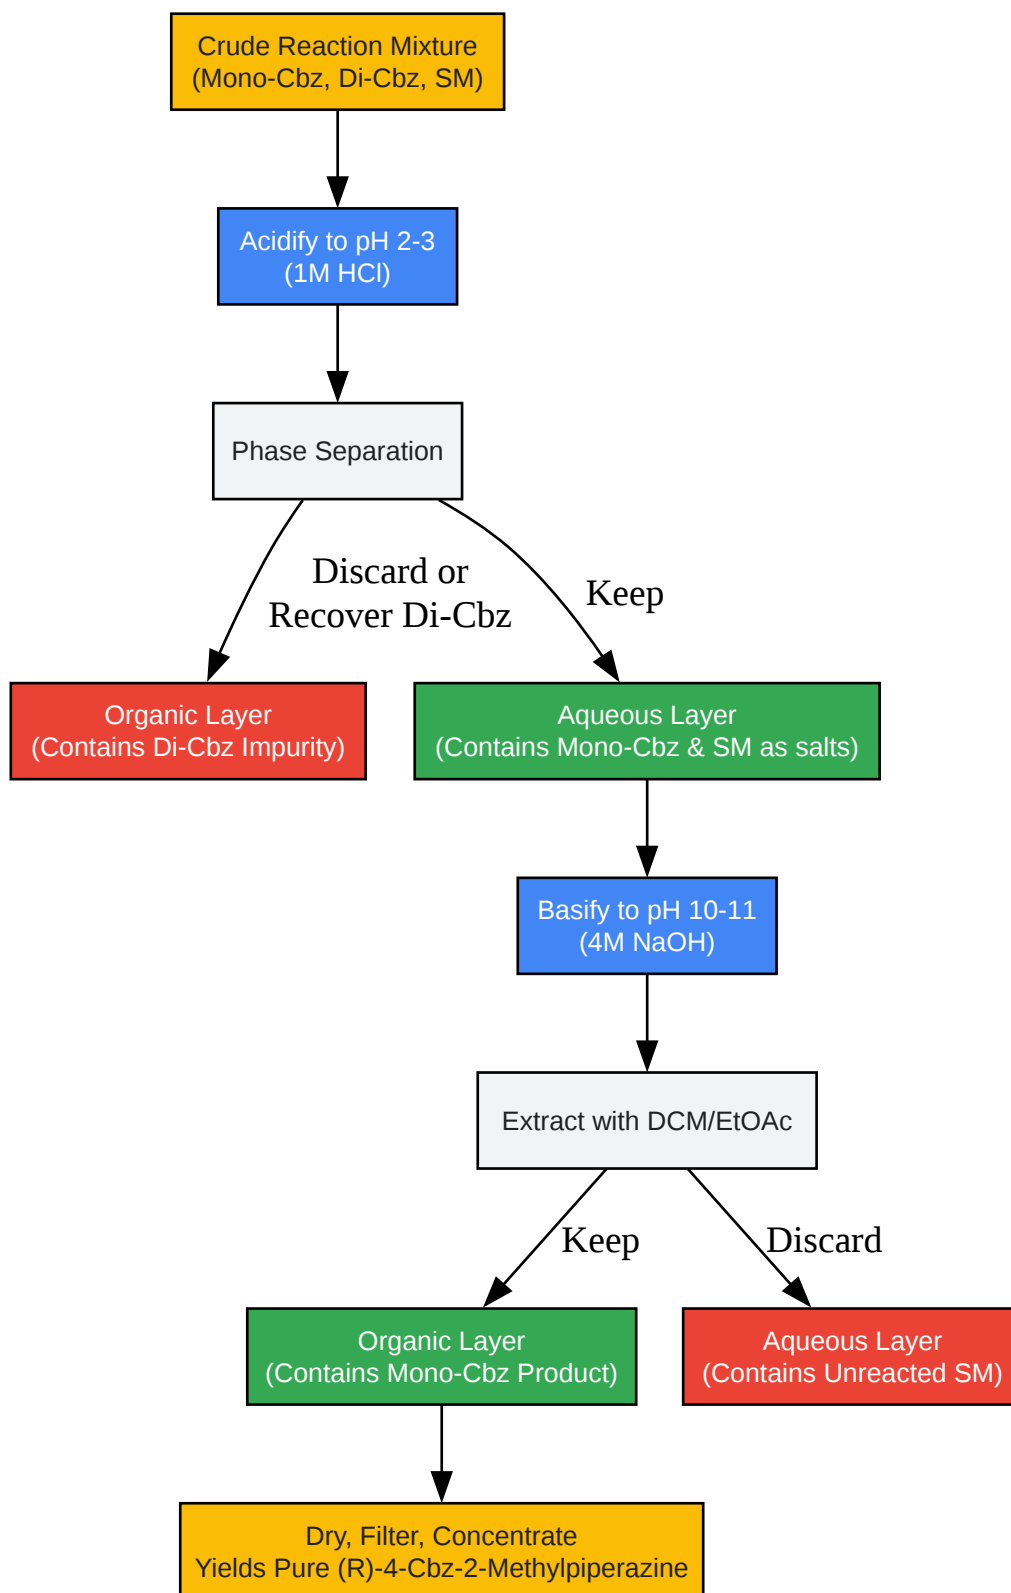 Crude Reaction Mixture
(Mono-Cbz, Di-Cbz, SM)
Acidify to pH 2-3
(1M HCl)
Phase Separation
Discard or
Recover Di-Cbz
Keep
Organic Layer
(Contains Di-Cbz Impurity)
Aqueous Layer
(Contains Mono-Cbz & SM as salts)
Basify to pH 10-11
(4M NaOH)
Extract with DCM/EtOAc
Keep
Discard
Organic Layer
(Contains Mono-Cbz Product)
Aqueous Layer
(Contains Unreacted SM)
Dry, Filter, Concentrate
Yields Pure (R)-4-Cbz-2-Methylpiperazine